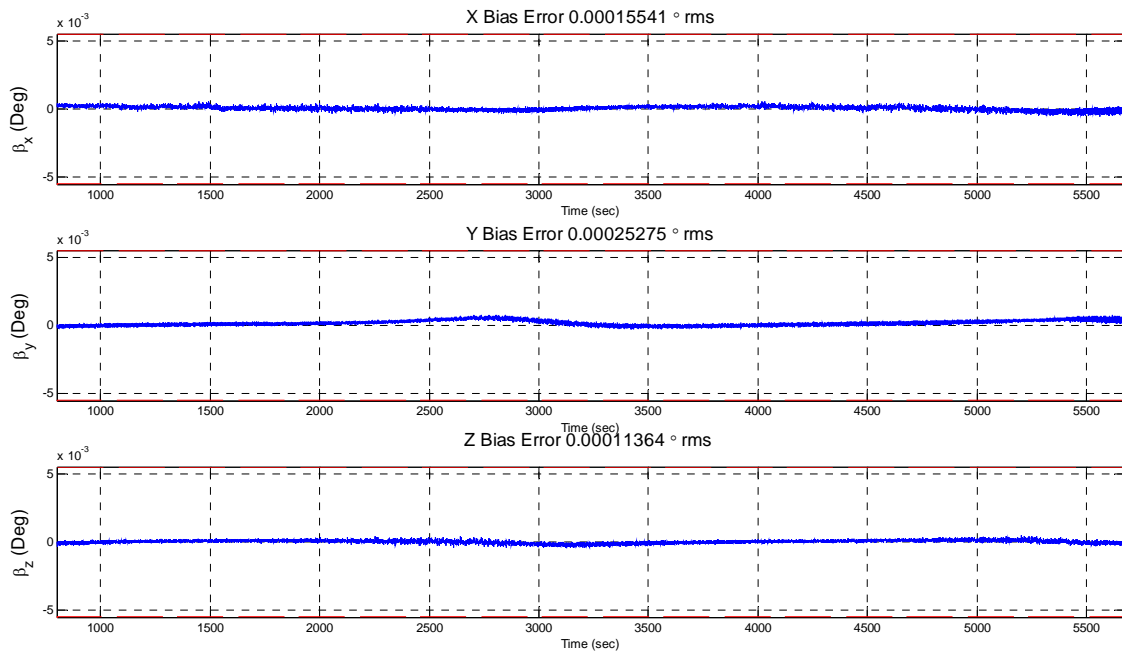 X Bias Error 0.00015541 ° rms
x 10-3
5
0
-5
βx (Deg)
1000 1500 2000 2500 3000 3500 4000 4500 5000 5500
Time (sec)
Y Bias Error 0.00025275 ° rms
x 10-3
5
0
-5
βy (Deg)
1000 1500 2000 2500 3000 3500 4000 4500 5000 5500
Time (sec)
Z Bias Error 0.00011364 ° rms
x 10-3
5
0
-5
βz (Deg)
1000 1500 2000 2500 3000 3500 4000 4500 5000 5500
Time (sec)